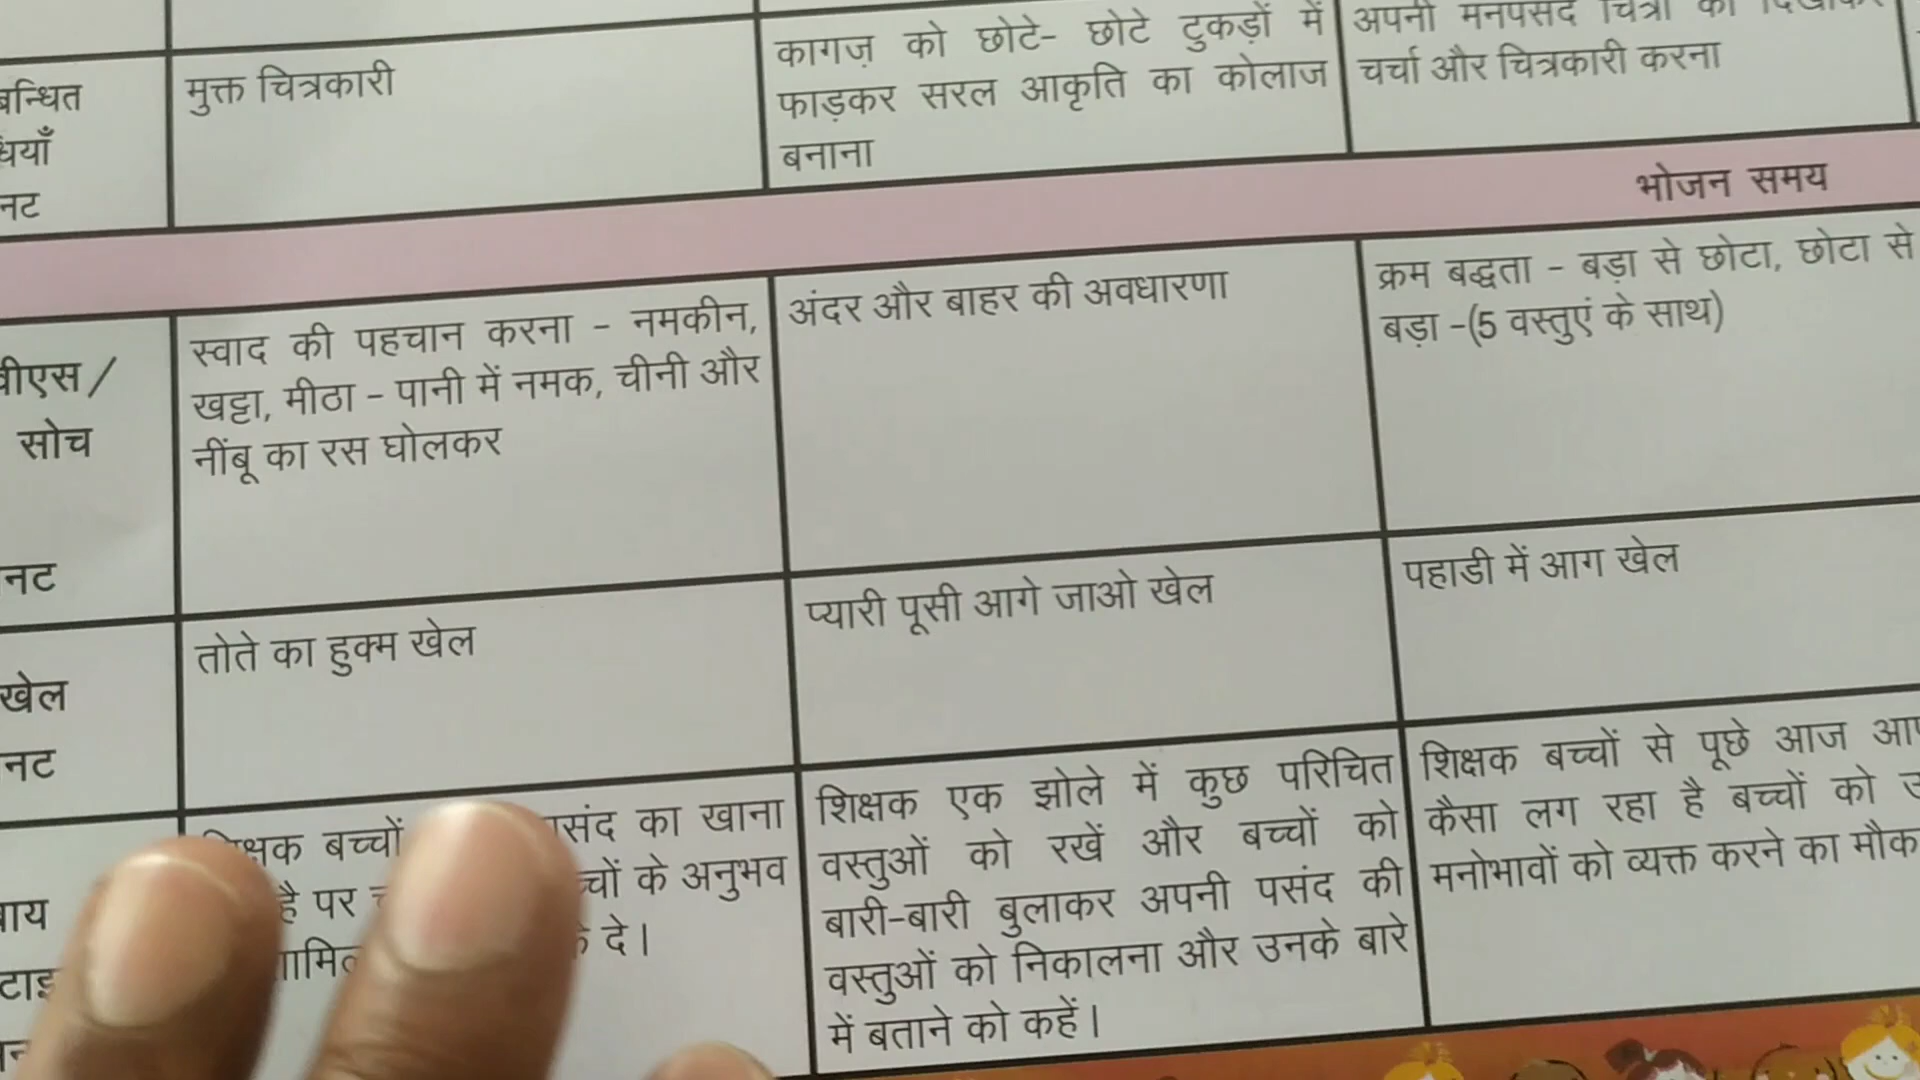 मुक्त चित्रकारी
कागज़ को छोटे- छोटे टुकड़ों में
फाड़कर सरल आकृति का कोलाज
बनाना
अपनी मनपसंद चित्रों को
चर्चा और चित्रकारी करना
भोजन समय
सोच
स्वाद की पहचान करना - नमकीन,
खट्टा, मीठा - पानी में नमक, चीनी और
नींबू का रस घोलकर
अंदर और बाहर की अवधारणा
क्रम बद्धता - बड़ा से छोटा, छोटा से
बड़ा -(5 वस्तुएं के साथ)
खेल
तोते का हुक्म खेल
प्यारी पूसी आगे जाओ खेल
पहाडी में आग खेल
बच्चों का खाना
है पर के अनुभव
दे।
शिक्षक एक झोले में कुछ परिचित
वस्तुओं को रखें और बच्चों को
बारी-बारी बुलाकर अपनी पसंद की
वस्तुओं को निकालना और उनके बारे
में बताने को कहें।
शिक्षक बच्चों से पूछे आज
कैसा लग रहा है बच्चों को
मनोभावों को व्यक्त करने का